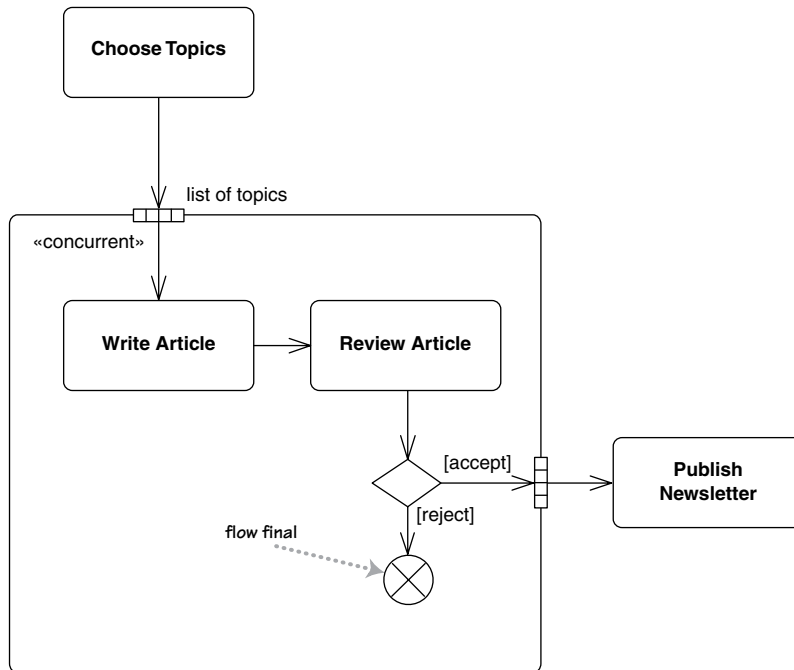 Choose Topics
list of topics
«concurrent»
Write Article
Review Article
[accept]
Publish
Newsletter
[reject]
flow final